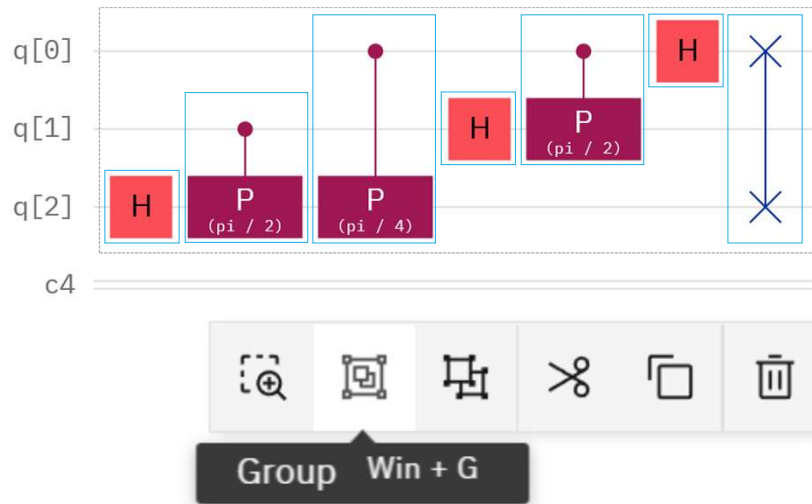 q[0]
H
q[1]
H
P
(pi / 2)
q[2]
H
P
(pi / 2)
P
(pi / 4)
c4
Group Win + G